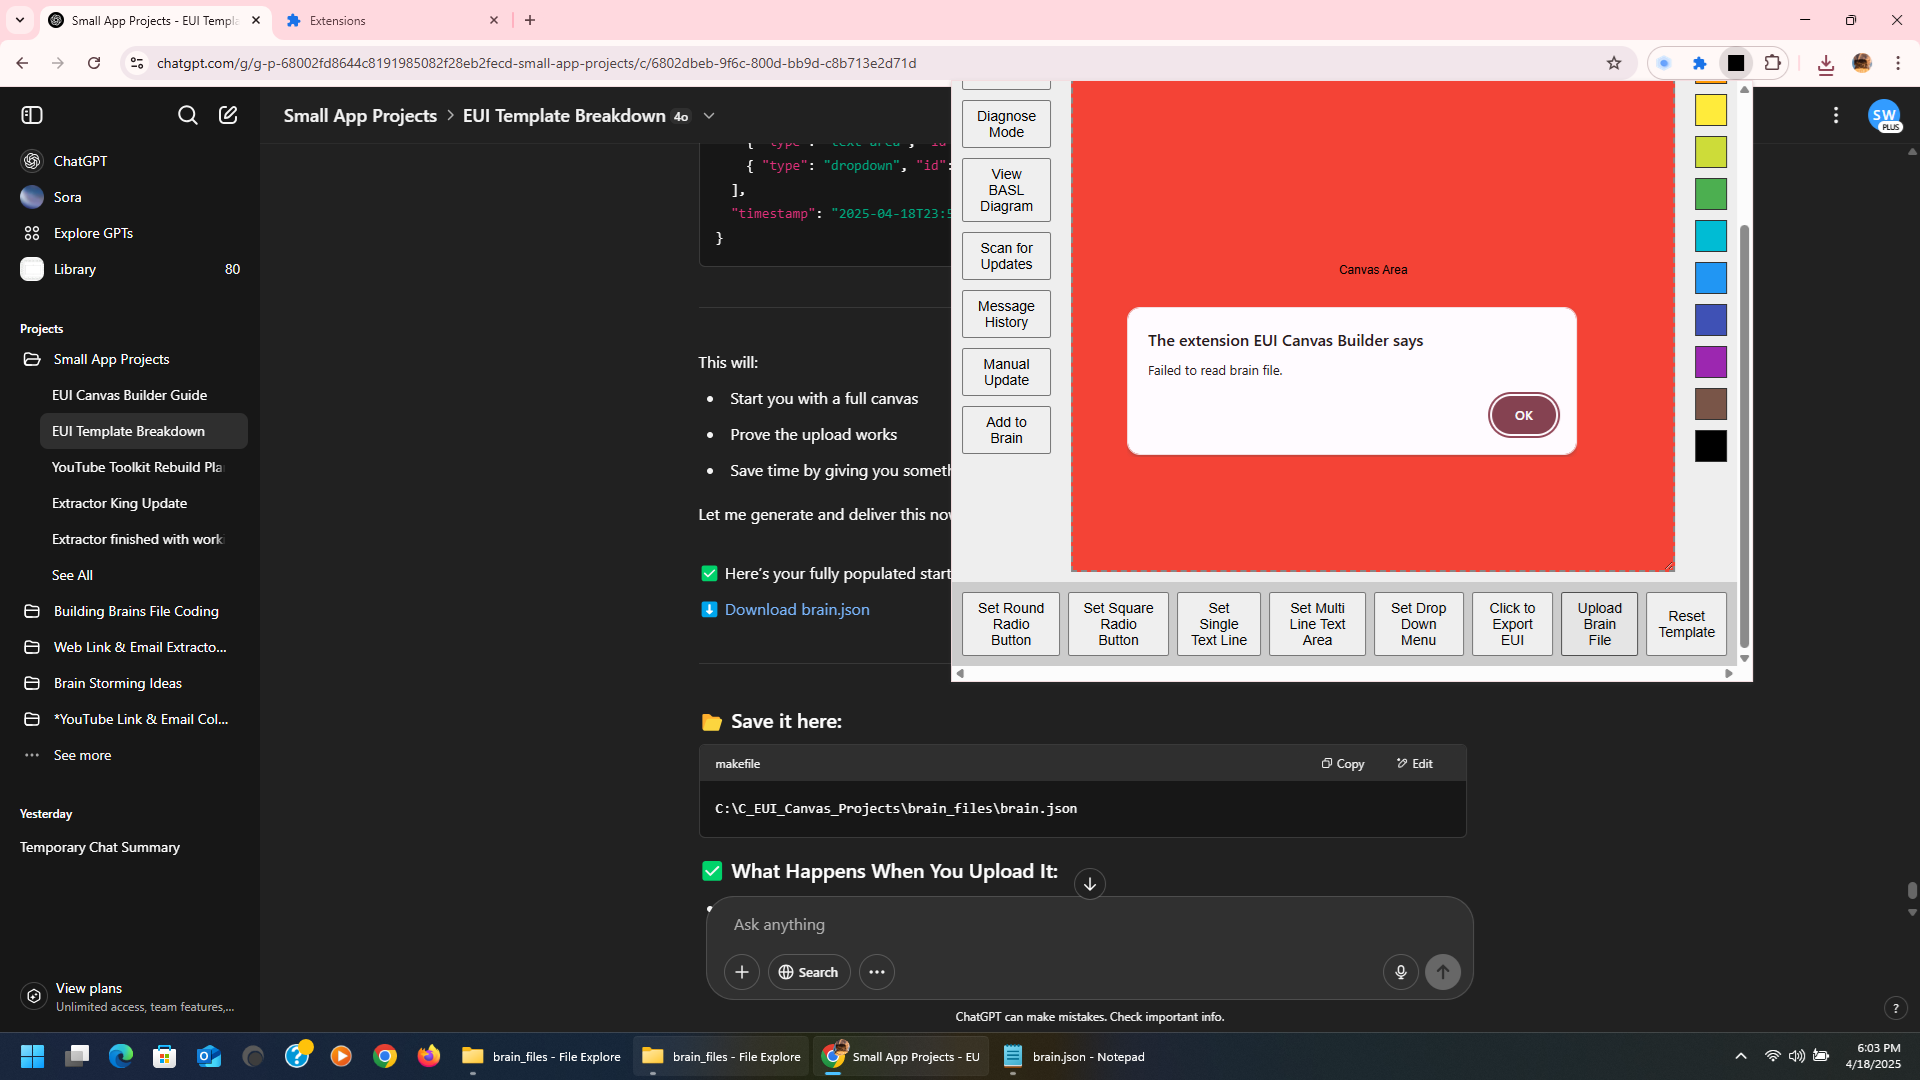 Small App Projects - EUI Templa
Extensions
chatgpt.com/g/g-p-68002fd8644c8191985082f28eb2fecd-small-app-projects/c/6802dbeb-9f6c-800d-bb9d-c8b713e2d71d
Small App Projects > EUI Template Breakdown 4o
SW
PLUS
ChatGPT
Sora
Explore GPTs
Library 80
Projects
Small App Projects
EUI Canvas Builder Guide
EUI Template Breakdown
YouTube Toolkit Rebuild Pla
Extractor King Update
Extractor finished with worki
See All
Building Brains File Coding
Web Link & Email Extracto...
Brain Storming Ideas
*YouTube Link & Email Col...
See more
Yesterday
Temporary Chat Summary
View plans
Unlimited access, team features,...
{ "type": "text-area", "id"
{ "type": "dropdown", "id":
],
"timestamp": "2025-04-18T23:5
}
This will:
Start you with a full canvas
Prove the upload works
Save time by giving you someth
Let me generate and deliver this now
Here's your fully populated start
Download brain.json
Save it here:
makefile
Copy
Edit
C:\C_EUI_Canvas_Projects\brain_files\brain.json
What Happens When You Upload It:
Ask anything
Search
ChatGPT can make mistakes. Check important info.
?
Diagnose
Mode
View
BASL
Diagram
Scan for
Updates
Message
History
Manual
Update
Add to
Brain
Canvas Area
The extension EUI Canvas Builder says
Failed to read brain file.
OK
Set Round
Radio
Button
Set Square
Radio
Button
Set
Single
Text Line
Set Multi
Line Text
Area
Set Drop
Down
Menu
Click to
Export
EUI
Upload
Brain
File
Reset
Template
brain_files - File Explore
brain_files - File Explore
Small App Projects - EU
brain.json - Notepad
6:03 PM
4/18/2025